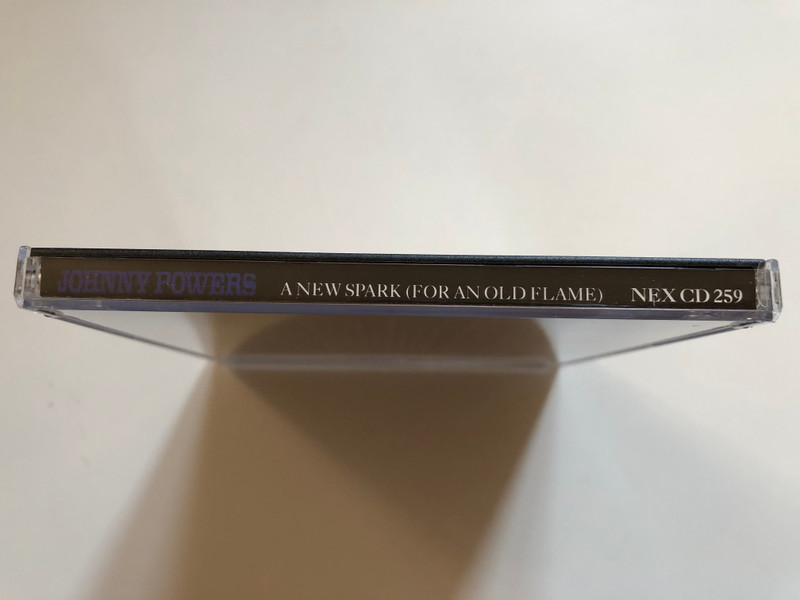 JOHNNY POWERS A NEW SPARK (FOR AN OLD FLAME) NEX CD 259